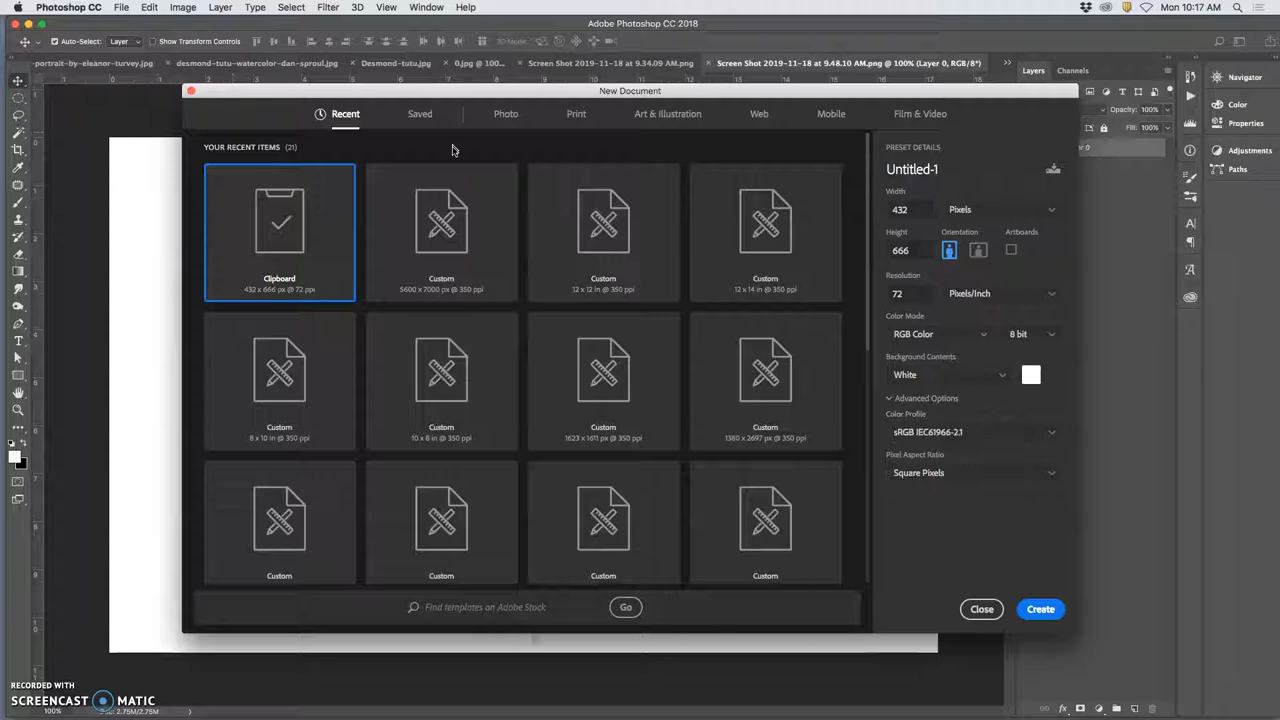 Photoshop CC File Edit Image Layer Type Select Filter 3D View Window Help Mon 10:17 AM
Adobe Photoshop CC 2018
Auto-Select: Layer Show Transform Controls 3D Mode:
-portrait-by-eleanor-turvey.jpg desmond-tutu-watercolor-dan-sproul.jpg Desmond-tutu.jpg 0.jpg @ 100... Screen Shot 2019-11-18 at 9.34.09 AM.png Screen Shot 2019-11-18 at 9.48.10 AM.png @ 100% (Layer 0, RGB/8*)
New Document
Recent Saved Photo Print Art & Illustration Web Mobile Film & Video
YOUR RECENT ITEMS (21)
Clipboard
432 x 666 px @ 72 ppi
Custom
5600 x 7000 px @ 350 ppi
Custom
12 x 12 in @ 350 ppi
Custom
12 x 14 in @ 350 ppi
Custom
8 x 10 in @ 350 ppi
Custom
10 x 8 in @ 350 ppi
Custom
1623 x 1611 px @ 350 ppi
Custom
1380 x 2697 px @ 350 ppi
Custom
Custom
Custom
Custom
Find templates on Adobe Stock Go
PRESET DETAILS
Untitled-1
Width
432 Pixels
Height Orientation Artboards
666
Resolution
72 Pixels/Inch
Color Mode
RGB Color 8 bit
Background Contents
White
Advanced Options
Color Profile
sRGB IEC61966-2.1
Pixel Aspect Ratio
Square Pixels
Close Create
Layers Channels
Opacity: 100%
Fill: 100%
Navigator
Color
Properties
Adjustments
Paths
RECORDED WITH
SCREENCAST MATIC
100%